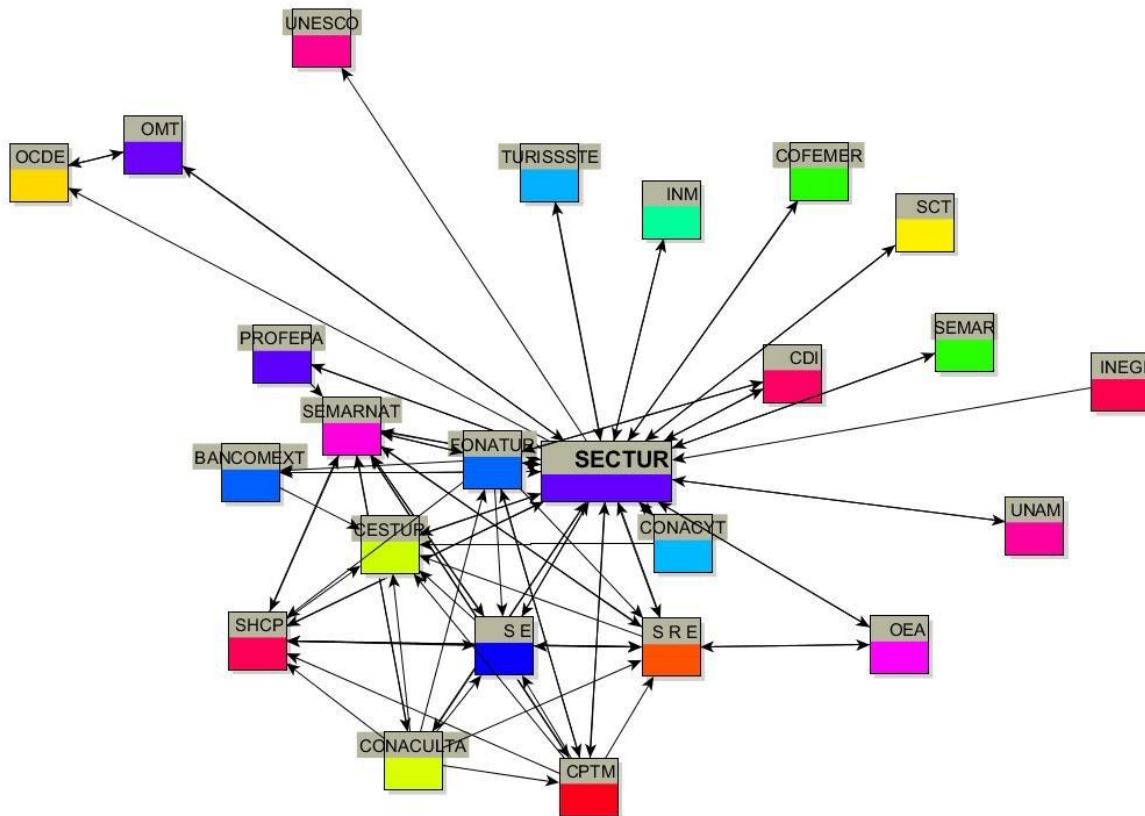 UNESCO
OMT
OCDE
TURISSSTE
COFEMER
INM
SCT
SEMAR
PROFEPA
CDI
INEGI
SEMARNAT
FONATUR
BANCOMEXT
SECTUR
UNAM
CESTUR
CONACYT
SHCP
S E
S R E
OEA
CONACULTA
CPTM